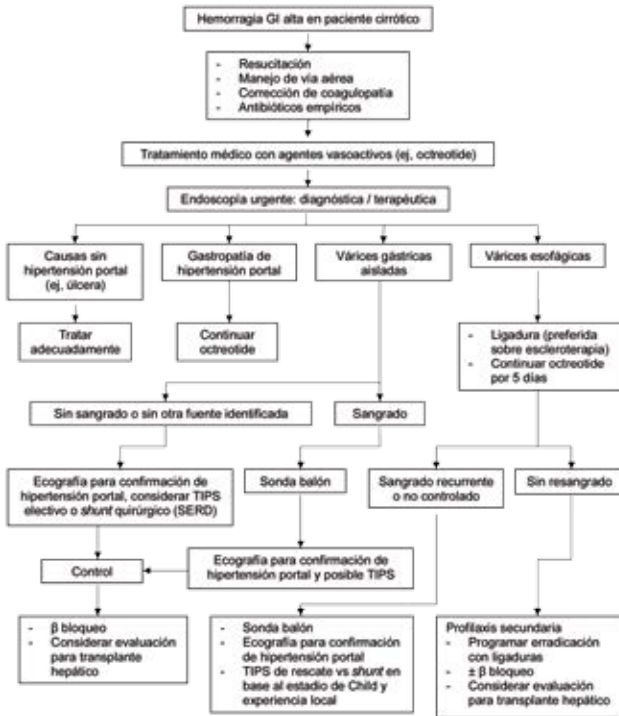 Hemorragia GI alta en paciente cirrótico
- Resucitación
- Manejo de vía aérea
- Corrección de coagulopatía
- Antibióticos empíricos
Tratamiento médico con agentes vasoactivos (ej, octreotide)
Endoscopía urgente: diagnóstica / terapéutica
Causas sin
hipertensión portal
(ej, úlcera)
Gastropatía de
hipertensión portal
Várices gástricas
aisladas
Várices esofágicas
Tratar
adecuadamente
Continuar
octreotide
- Ligadura (preferida
sobre escleroterapia)
- Continuar octreotide
por 5 días
Sin sangrado o sin otra fuente identificada
Sangrado
Ecografía para confirmación de
hipertensión portal, considerar TIPS
electivo o shunt quirúrgico (SERD)
Sonda balón
Sangrado recurrente
o no controlado
Sin resangrado
Control
Ecografía para confirmación de
hipertensión portal y posible TIPS
- β bloqueo
- Considerar evaluación
para transplante
hepático
- Sonda balón
- Ecografía para confirmación
de hipertensión portal
- TIPS de rescate vs shunt en
base al estadio de Child y
experiencia local
Profilaxis secundaria
- Programar erradicación
con ligaduras
- ± β bloqueo
- Considerar evaluación para
transplante hepático